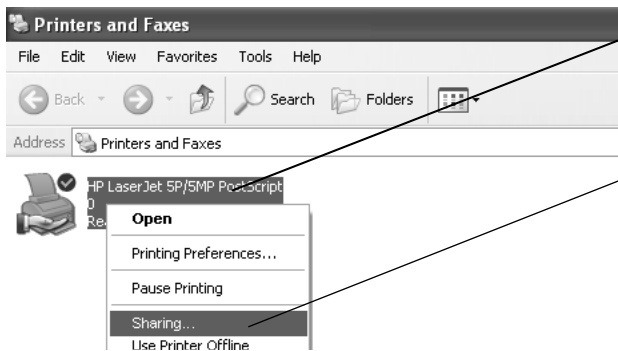 Printers and Faxes
File Edit View Favorites Tools Help
Back Search Folders
Address Printers and Faxes
HP LaserJet 5P/5MP PostScript
0
Open
Printing Preferences...
Pause Printing
Sharing...
Use Printer Offline